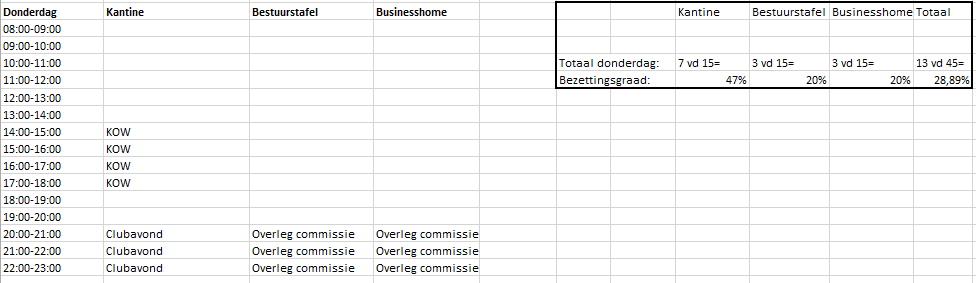 Donderdag Kantine Bestuurstafel Businesshome Kantine Bestuurstafel Businesshome Totaal
08:00-09:00
09:00-10:00
10:00-11:00 Totaal donderdag: 7 vd 15= 3 vd 15= 3 vd 15= 13 vd 45=
11:00-12:00 Bezettingsgraad: 47% 20% 20% 28,89%
12:00-13:00
13:00-14:00
14:00-15:00 KOW
15:00-16:00 KOW
16:00-17:00 KOW
17:00-18:00 KOW
18:00-19:00
19:00-20:00
20:00-21:00 Clubavond Overleg commissie Overleg commissie
21:00-22:00 Clubavond Overleg commissie Overleg commissie
22:00-23:00 Clubavond Overleg commissie Overleg commissie